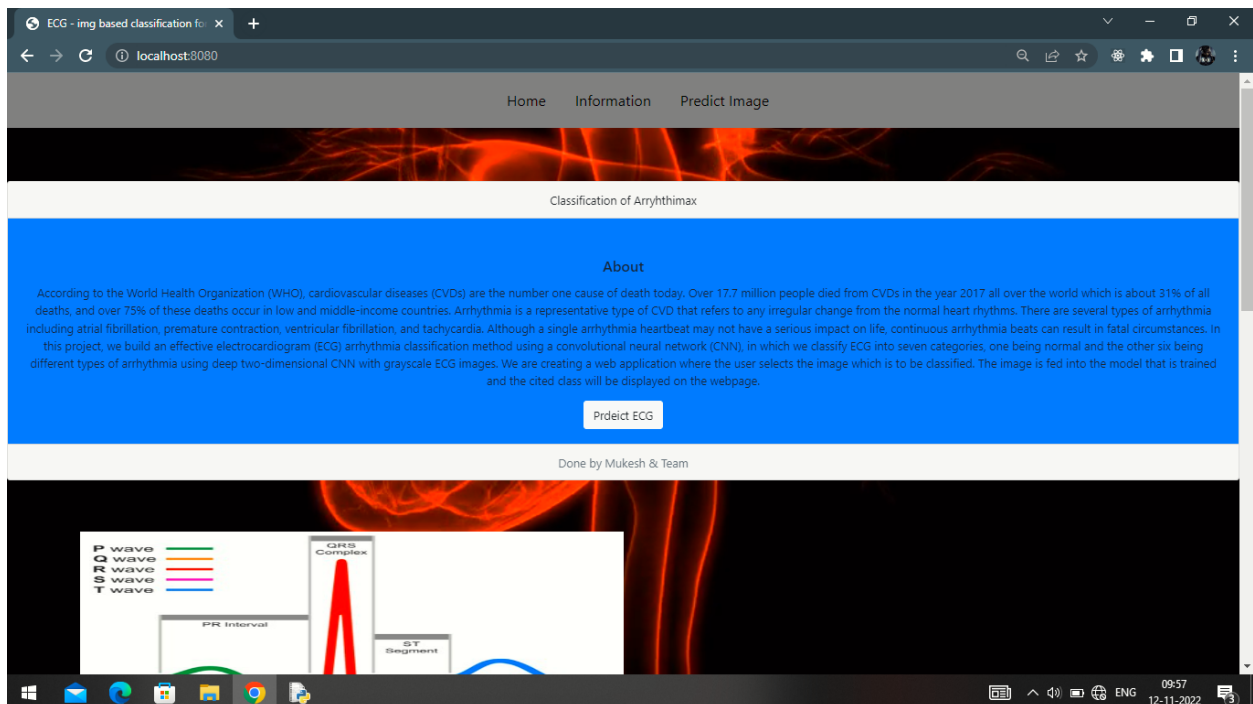 ECG - img based classification fo
localhost:8080
Home Information Predict Image
Classification of Arryhthimax
About
According to the World Health Organization (WHO), cardiovascular diseases (CVDs) are the number one cause of death today. Over 17.7 million people died from CVDs in the year 2017 all over the world which is about 31% of all
deaths, and over 75% of these deaths occur in low and middle-income countries. Arrhythmia is a representative type of CVD that refers to any irregular change from the normal heart rhythms. There are several types of arrhythmia
including atrial fibrillation, premature contraction, ventricular fibrillation, and tachycardia. Although a single arrhythmia heartbeat may not have a serious impact on life, continuous arrhythmia beats can result in fatal circumstances. In
this project, we build an effective electrocardiogram (ECG) arrhythmia classification method using a convolutional neural network (CNN), in which we classify ECG into seven categories, one being normal and the other six being
different types of arrhythmia using deep two-dimensional CNN with grayscale ECG images. We are creating a web application where the user selects the image which is to be classified. The image is fed into the model that is trained
and the cited class will be displayed on the webpage.
Prdeict ECG
Done by Mukesh & Team
P wave
Q wave
R wave
S wave
T wave
QRS
Complex
PR Interval
ST
Segment
ENG
09:57
12-11-2022
3